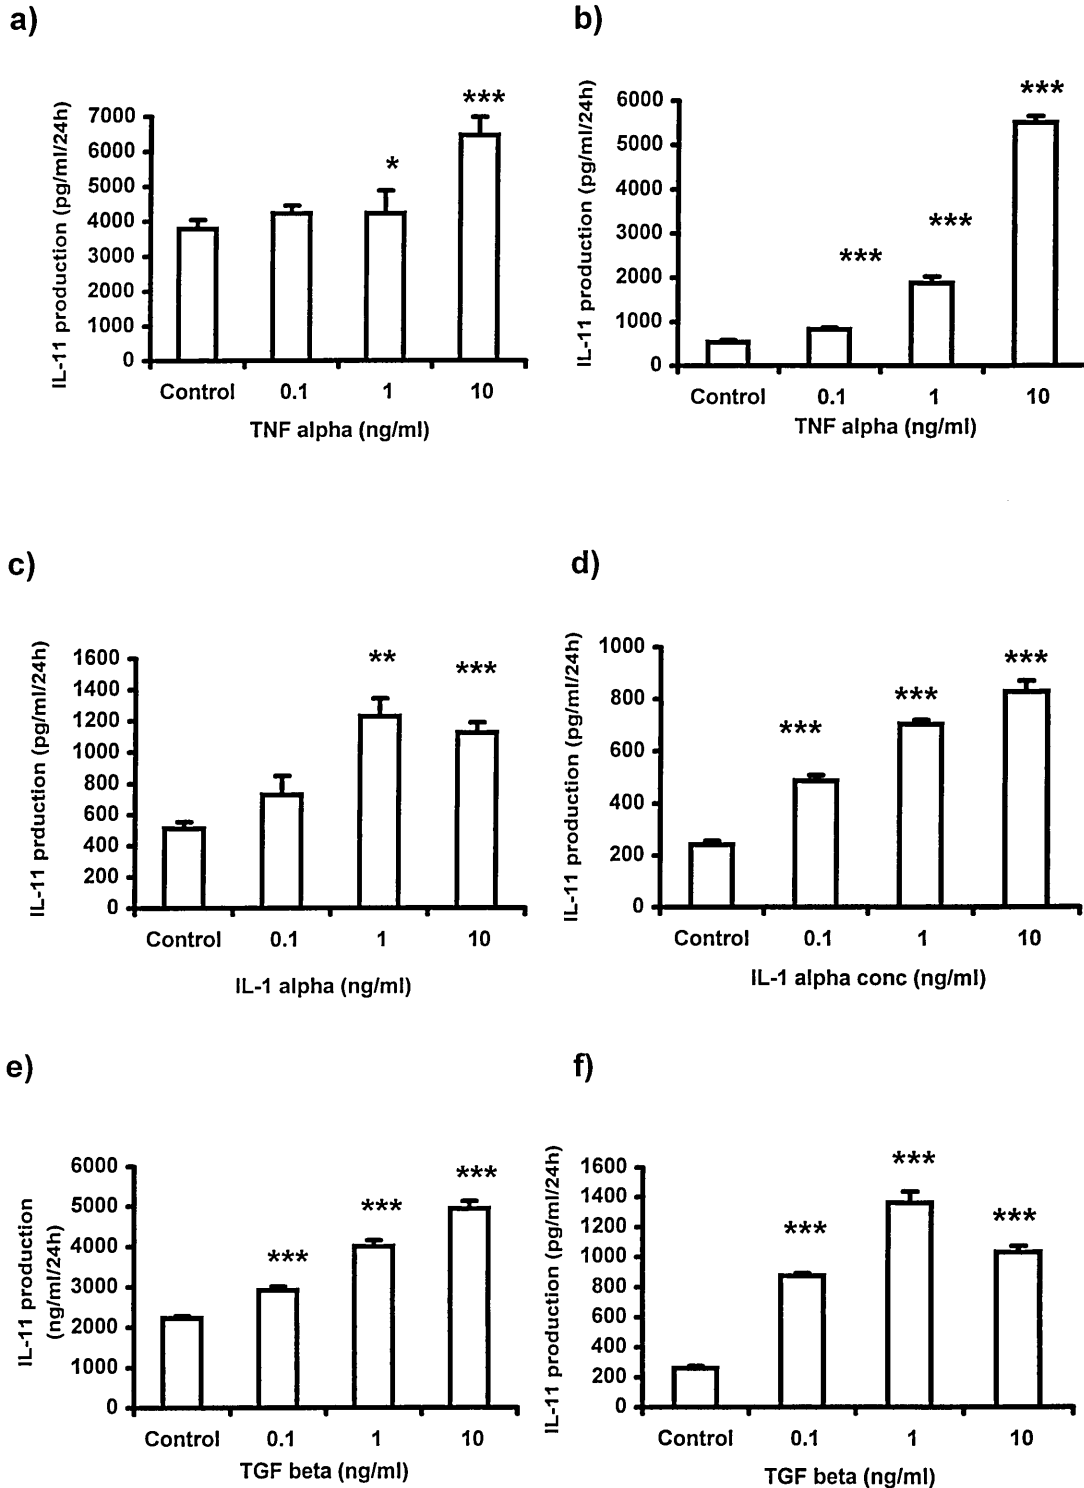 a)
IL-11 production (pg/ml/24h)
7000
6000
5000
4000
3000
2000
1000
0
*
***
Control 0.1 1 10
TNF alpha (ng/ml)
b)
IL-11 production (pg/ml/24h)
6000
5000
4000
3000
2000
1000
0
***
***
***
Control 0.1 1 10
TNF alpha (ng/ml)
c)
IL-11 prduction (pg/ml/24h)
1600
1400
1200
1000
800
600
400
200
0
**
***
Control 0.1 1 10
IL-1 alpha (ng/ml)
d)
IL-11 production (pg/ml/24h)
1000
800
600
400
200
0
***
***
***
Control 0.1 1 10
IL-1 alpha conc (ng/ml)
e)
IL-11 production
(ng/ml/24h)
6000
5000
4000
3000
2000
1000
0
***
***
***
Control 0.1 1 10
TGF beta (ng/ml)
f)
IL-11 production (pg/ml/24h)
1600
1400
1200
1000
800
600
400
200
0
***
***
***
Control 0.1 1 10
TGF beta (ng/ml)